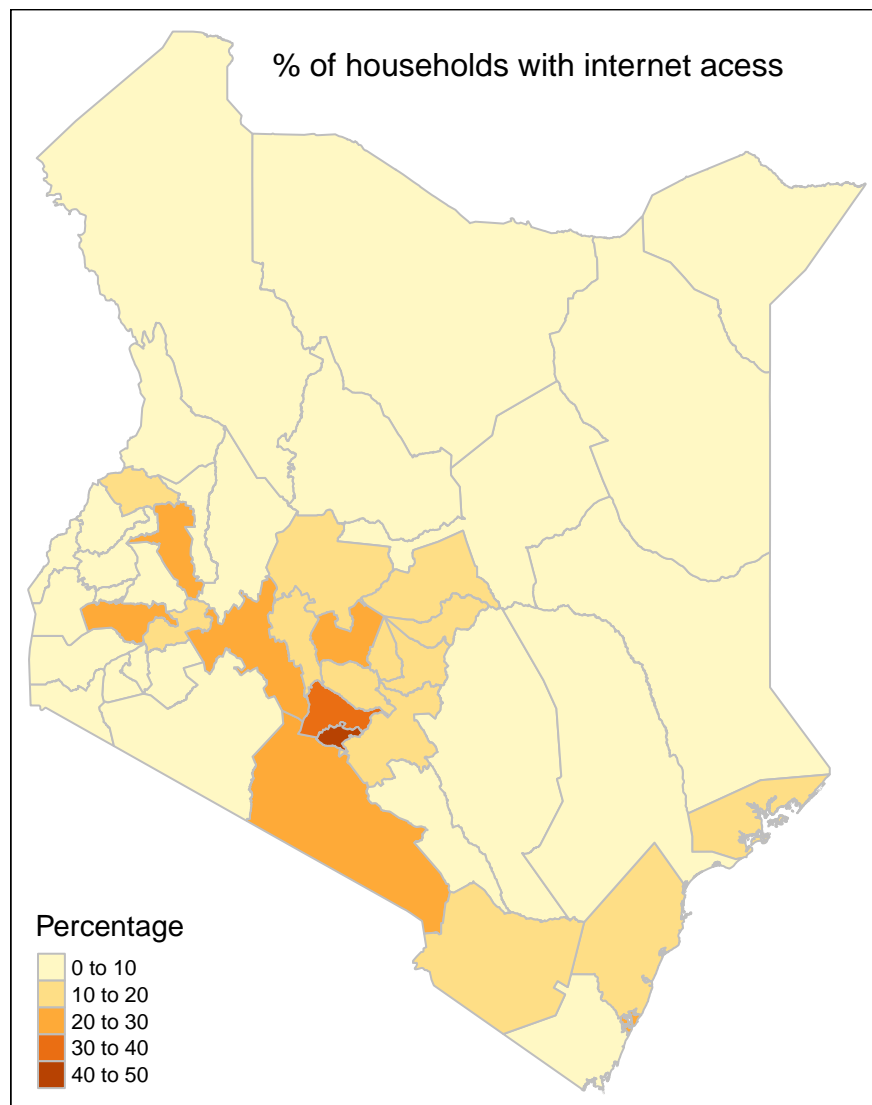 % of households with internet acess
Percentage
0 to 10
10 to 20
20 to 30
30 to 40
40 to 50